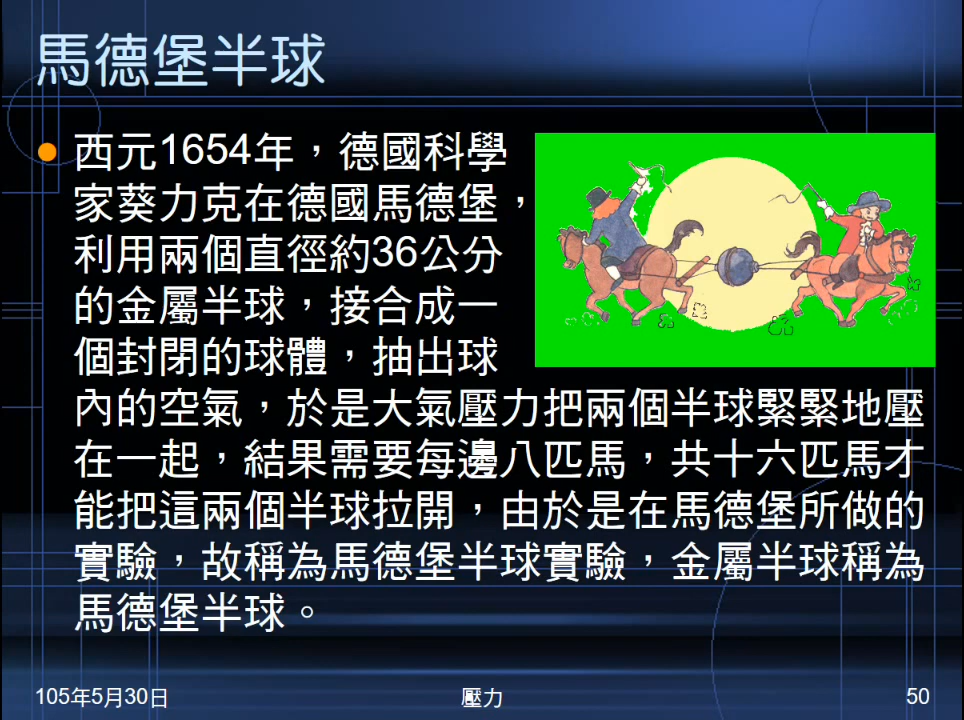 馬德堡半球
西元1654年，德國科學
家葵力克在德國馬德堡，
利用兩個直徑約36公分
的金屬半球，接合成一
個封閉的球體，抽出球
內的空氣，於是大氣壓力把兩個半球緊緊地壓
在一起，結果需要每邊八匹馬，共十六匹馬才
能把這兩個半球拉開，由於是在馬德堡所做的
實驗，故稱為馬德堡半球實驗，金屬半球稱為
馬德堡半球。
105年5月30日
壓力
50